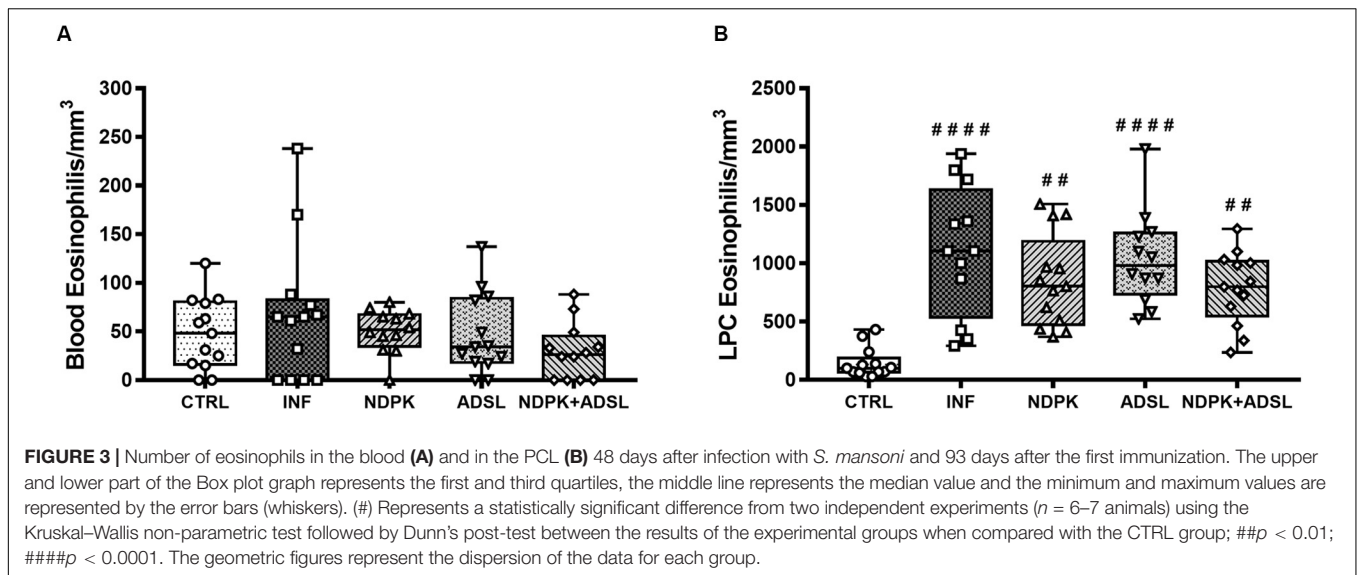 A
Blood Eosinophilis/mm³
300
250
200
150
100
50
0
CTRL INF NDPK ADSL NDPK+ADSL
B
LPC Eosinophilis/mm³
2500
2000
1500
1000
500
0
# # # #
# #
# # # #
# #
CTRL INF NDPK ADSL NDPK+ADSL
FIGURE 3 | Number of eosinophils in the blood (A) and in the PCL (B) 48 days after infection with S. mansoni and 93 days after the first immunization. The upper
and lower part of the Box plot graph represents the first and third quartiles, the middle line represents the median value and the minimum and maximum values are
represented by the error bars (whiskers). (#) Represents a statistically significant difference from two independent experiments (n = 6–7 animals) using the
Kruskal–Wallis non-parametric test followed by Dunn's post-test between the results of the experimental groups when compared with the CTRL group; ##p < 0.01;
####p < 0.0001. The geometric figures represent the dispersion of the data for each group.